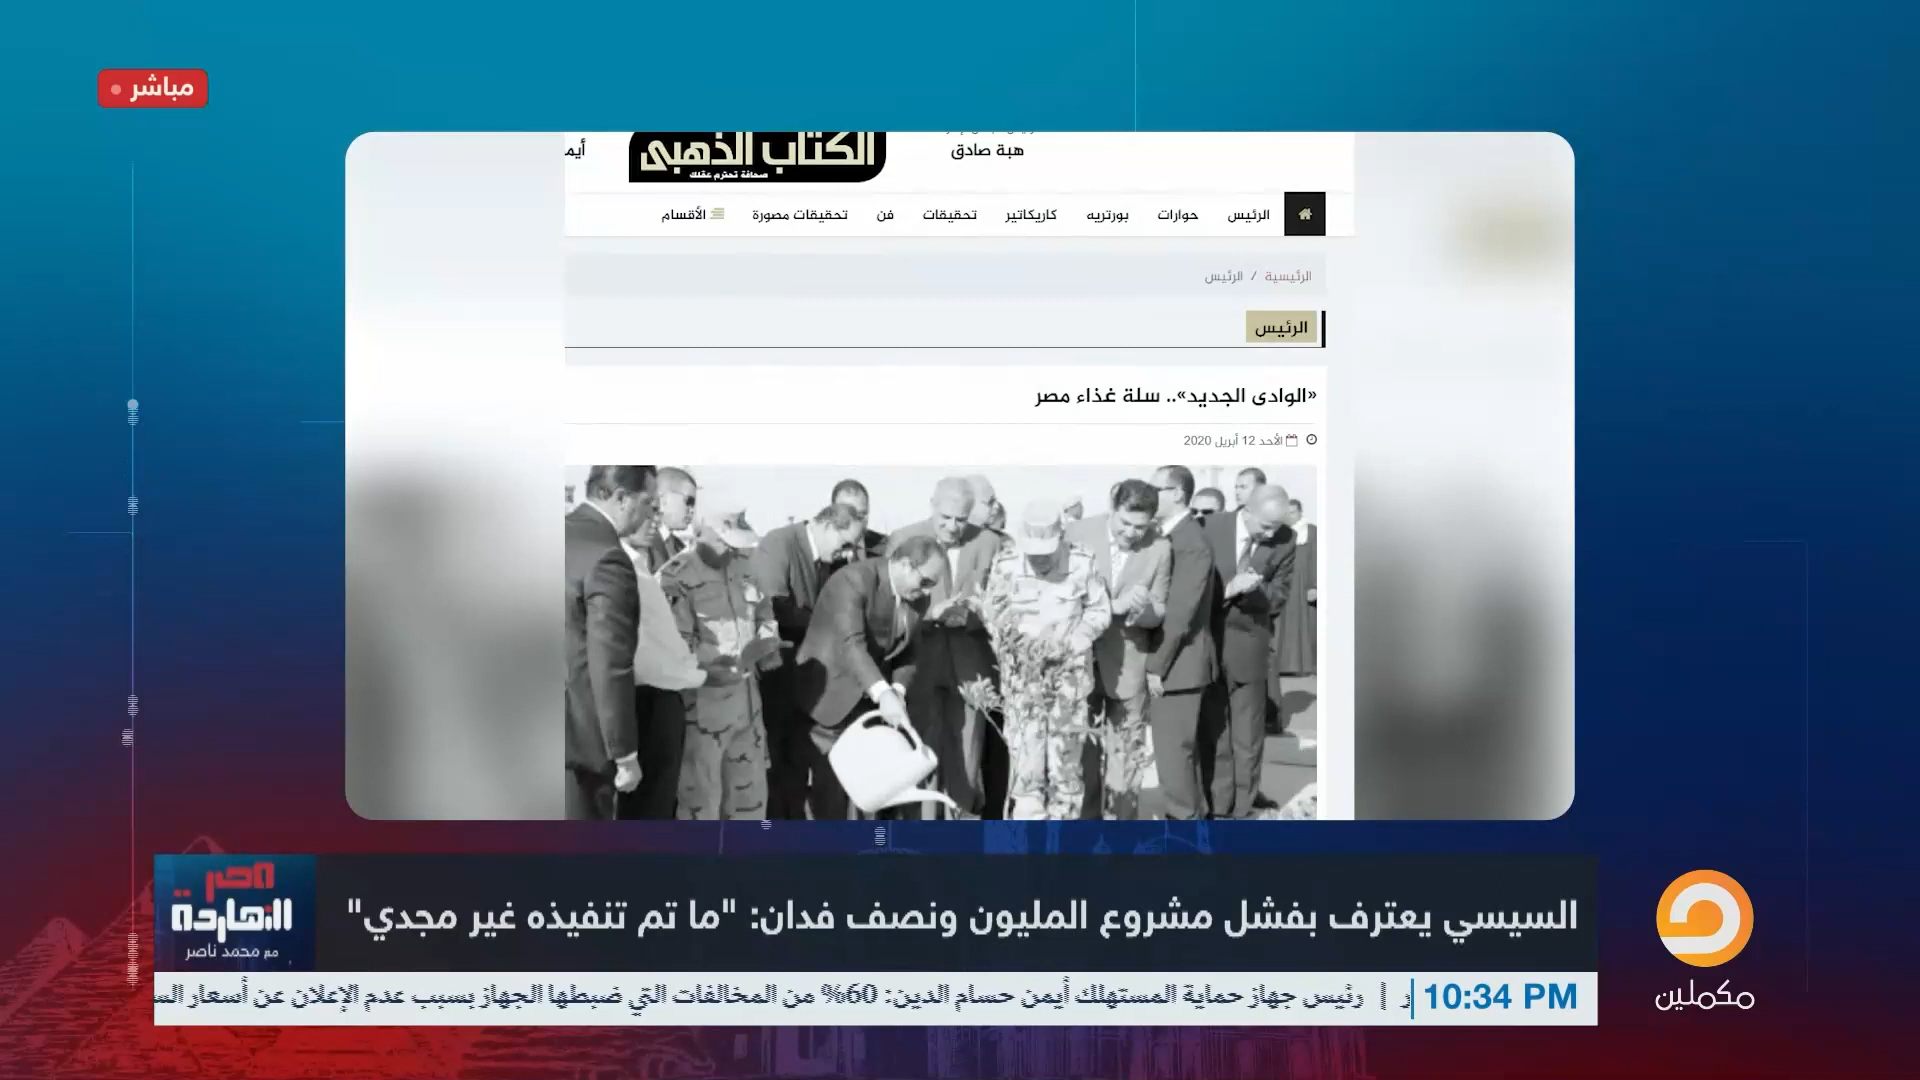 مباشر
الكتاب الذهبى
صحافة تحترم عقلك
هبة صادق
الرئيس
حوارات
بورتريه
كاريكاتير
تحقيقات
فن
تحقيقات مصورة
الأقسام
الرئيسية / الرئيس
الرئيس
«الوادى الجديد».. سلة غذاء مصر
الأحد 12 أبريل 2020
السيسي يعترف بفشل مشروع المليون ونصف فدان: "ما تم تنفيذه غير مجدي"
مصر
النهاردة
مع محمد ناصر
10:34 PM
ر | رئيس جهاز حماية المستهلك أيمن حسام الدين: 60% من المخالفات التي ضبطها الجهاز بسبب عدم الإعلان عن أسعار
مكملين